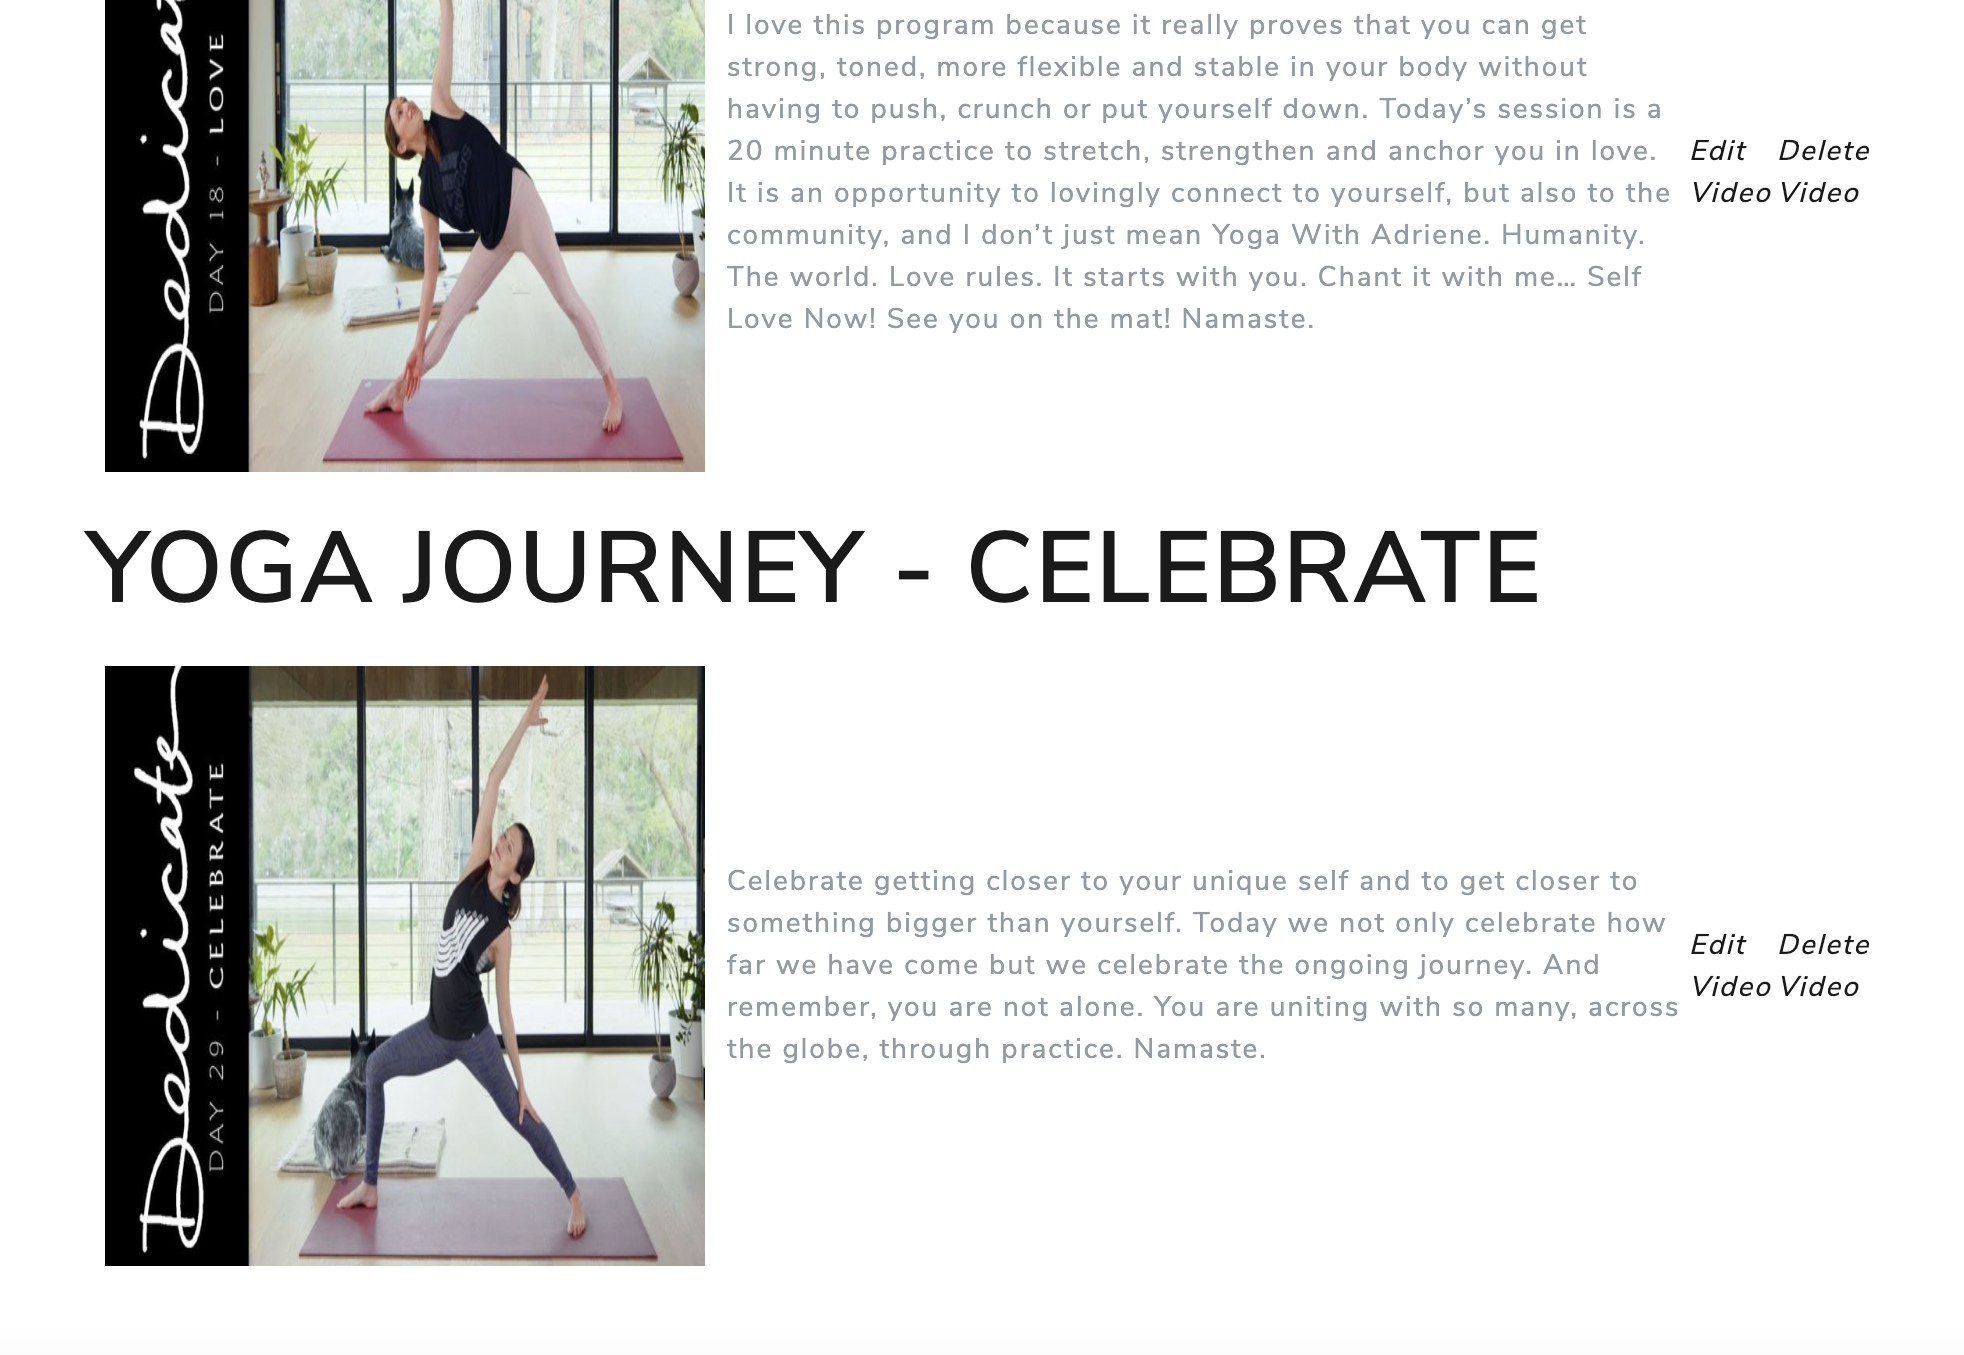 Dedicat
DAY 18 - LOVE
I love this program because it really proves that you can get
strong, toned, more flexible and stable in your body without
having to push, crunch or put yourself down. Today’s session is a
20 minute practice to stretch, strengthen and anchor you in love.
It is an opportunity to lovingly connect to yourself, but also to the
community, and I don’t just mean Yoga With Adriene. Humanity.
The world. Love rules. It starts with you. Chant it with me... Self
Love Now! See you on the mat! Namaste.
Edit Delete
Video Video
YOGA JOURNEY - CELEBRATE
Dedicate
DAY 29 - CELEBRATE
Celebrate getting closer to your unique self and to get closer to
something bigger than yourself. Today we not only celebrate how
far we have come but we celebrate the ongoing journey. And
remember, you are not alone. You are uniting with so many, across
the globe, through practice. Namaste.
Edit Delete
Video Video